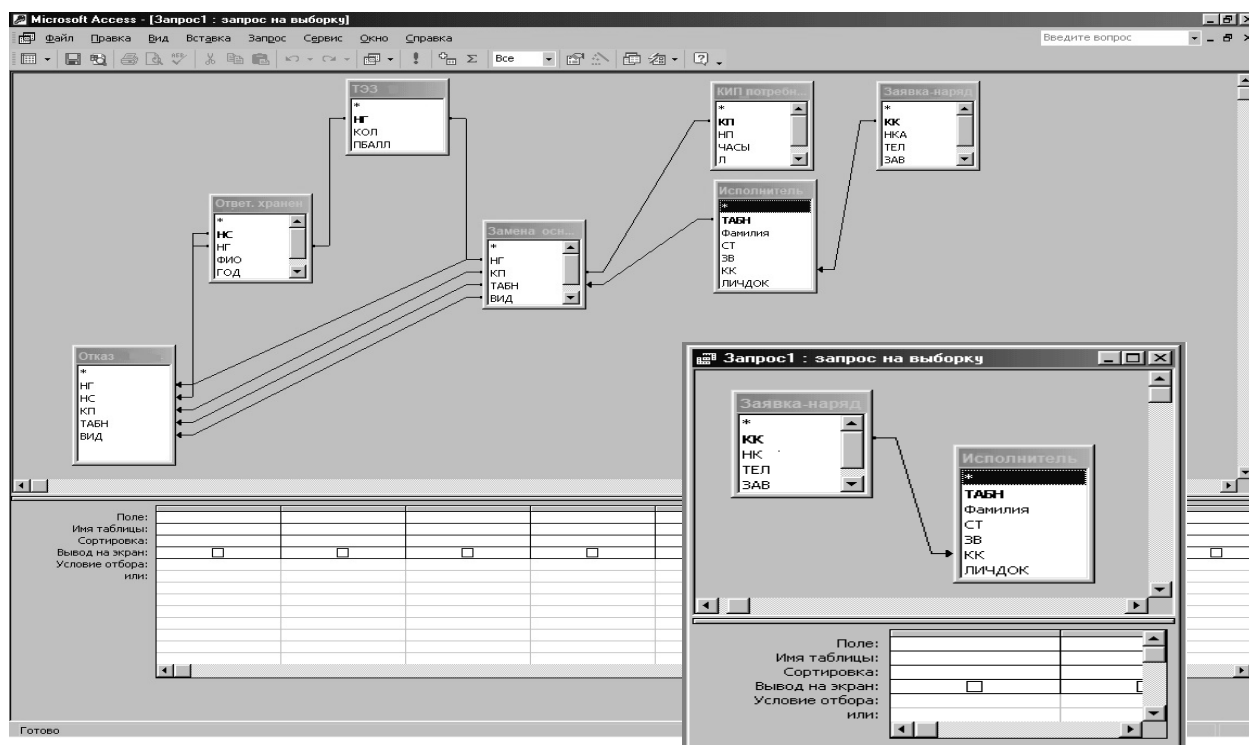 Microsoft Access - [Запрос1 : запрос на выборку]
Файл Правка Вид Вставка Запрос Сервис Окно Справка
Введите вопрос
Все
ТЭЗ
*
НГ
КОЛ
ПБАЛЛ
КИП потребн...
*
КП
НП
ЧАСЫ
Л
Заявка-наряд
*
КК
НКА
ТЕЛ
ЗАВ
Ответ. хранен
*
НС
НГ
ФИО
ГОД
Замена осн...
*
НГ
КП
ТАБН
ВИД
Исполнитель
*
ТАБН
Фамилия
СТ
ЗВ
КК
ЛИЧДОК
Отказ
*
НГ
НС
КП
ТАБН
ВИД
Поле:
Имя таблицы:
Сортировка:
Вывод на экран:
Условие отбора:
или:
Запрос1 : запрос на выборку
Заявка-наряд
*
КК
НК
ТЕЛ
ЗАВ
Исполнитель
*
ТАБН
Фамилия
СТ
ЗВ
КК
ЛИЧДОК
Поле:
Имя таблицы:
Сортировка:
Вывод на экран:
Условие отбора:
или:
Готово